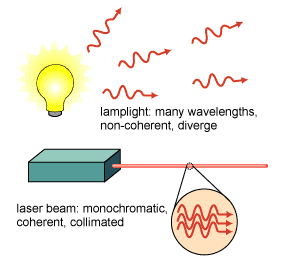 lamplight: many wavelengths,
non-coherent, diverge
laser beam: monochromatic,
coherent, collimated